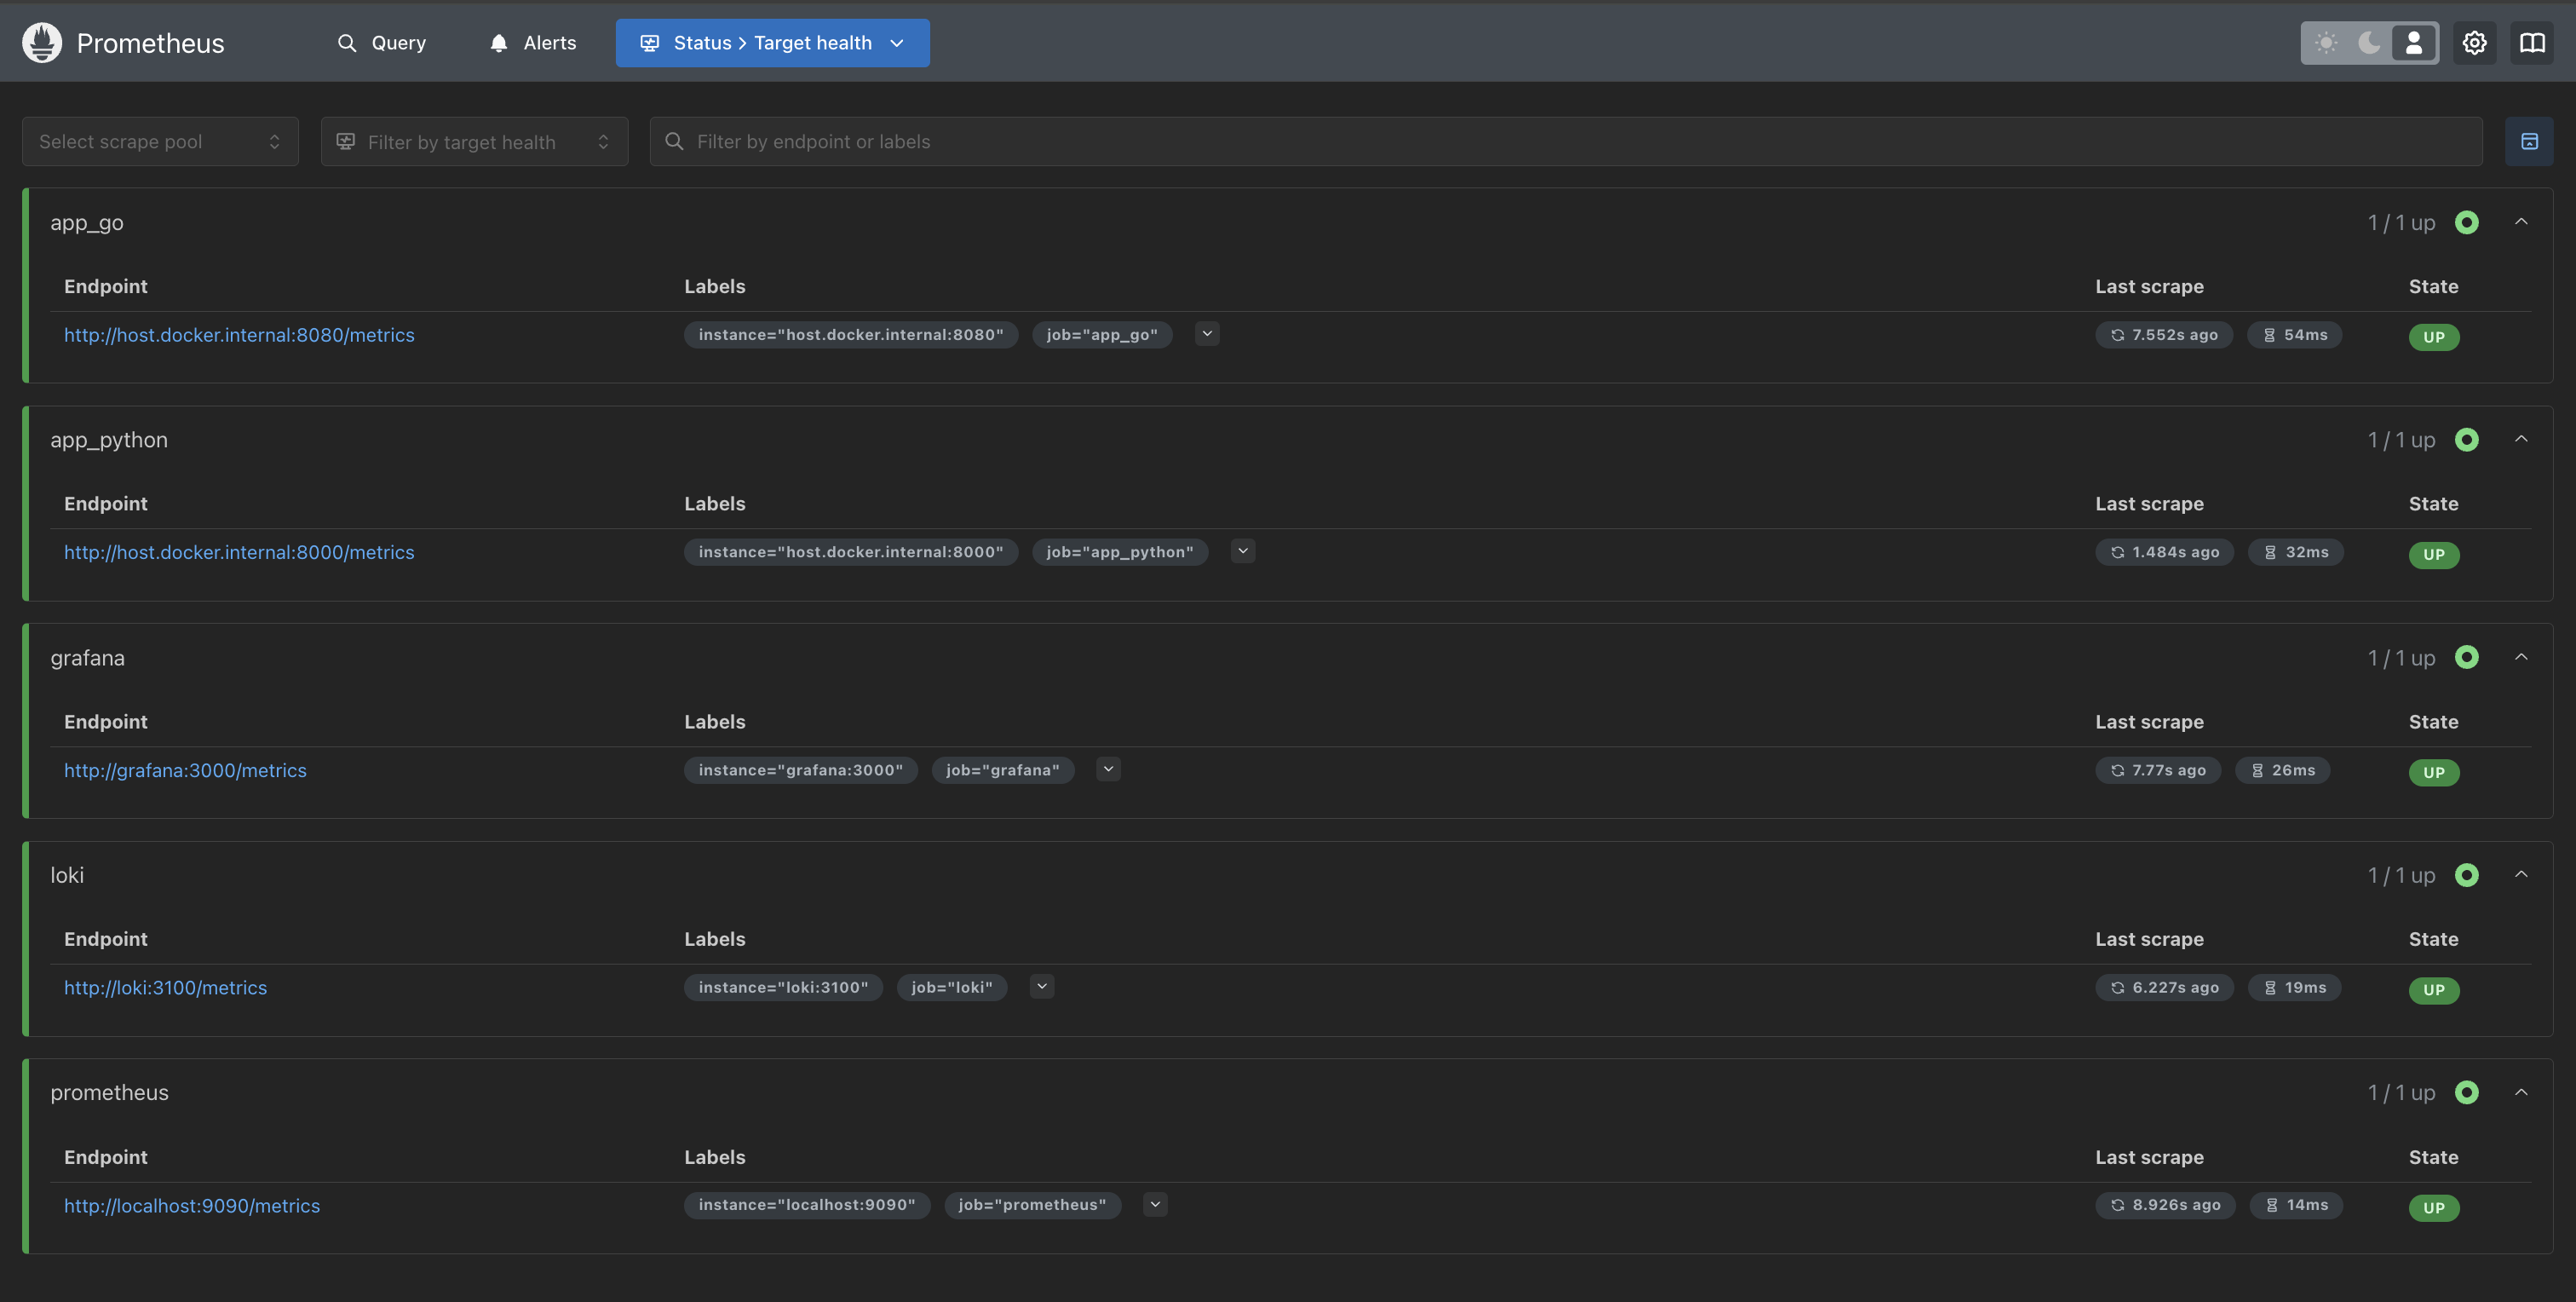 Prometheus Query Alerts Status > Target health
Select scrape pool Filter by target health Filter by endpoint or labels
app_go 1 / 1 up
Endpoint Labels Last scrape State
http://host.docker.internal:8080/metrics instance="host.docker.internal:8080" job="app_go" 7.552s ago 54ms UP
app_python 1 / 1 up
Endpoint Labels Last scrape State
http://host.docker.internal:8000/metrics instance="host.docker.internal:8000" job="app_python" 1.484s ago 32ms UP
grafana 1 / 1 up
Endpoint Labels Last scrape State
http://grafana:3000/metrics instance="grafana:3000" job="grafana" 7.77s ago 26ms UP
loki 1 / 1 up
Endpoint Labels Last scrape State
http://loki:3100/metrics instance="loki:3100" job="loki" 6.227s ago 19ms UP
prometheus 1 / 1 up
Endpoint Labels Last scrape State
http://localhost:9090/metrics instance="localhost:9090" job="prometheus" 8.926s ago 14ms UP